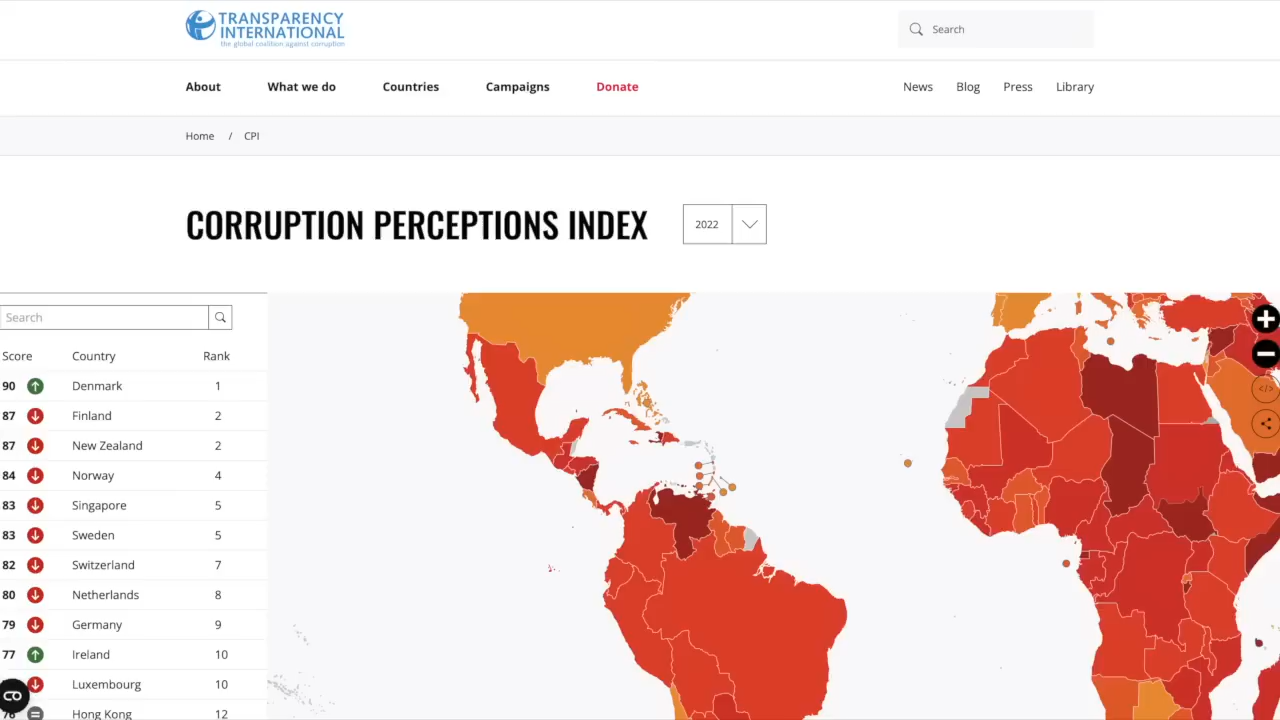 TRANSPARENCY
INTERNATIONAL
the global coalition against corruption
Search
About What we do Countries Campaigns Donate News Blog Press Library
Home / CPI
CORRUPTION PERCEPTIONS INDEX 2022
Search
Score Country Rank
90 Denmark 1
87 Finland 2
87 New Zealand 2
84 Norway 4
83 Singapore 5
83 Sweden 5
82 Switzerland 7
80 Netherlands 8
79 Germany 9
77 Ireland 10
Luxembourg 10
Hong Kong 12